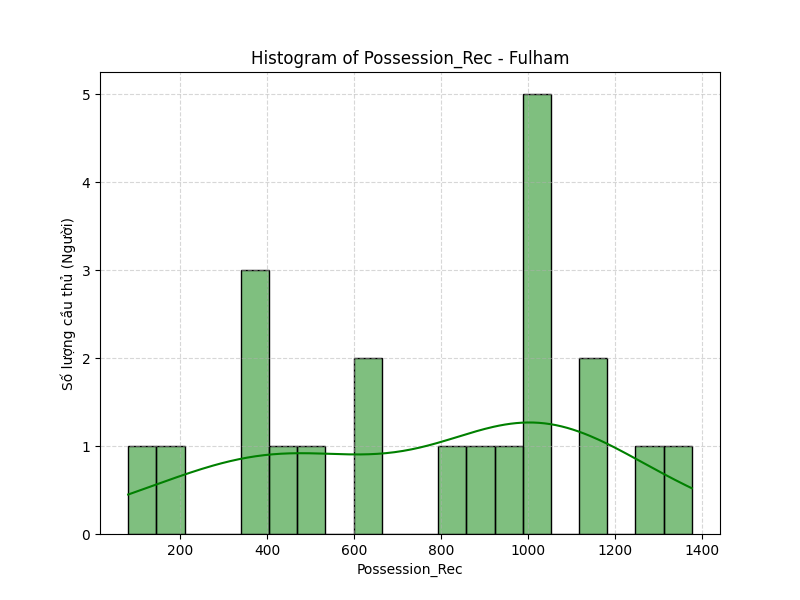 Histogram of Possession_Rec - Fulham
Số lượng cầu thủ (Người)
5
4
3
2
1
0
200 400 600 800 1000 1200 1400
Possession_Rec